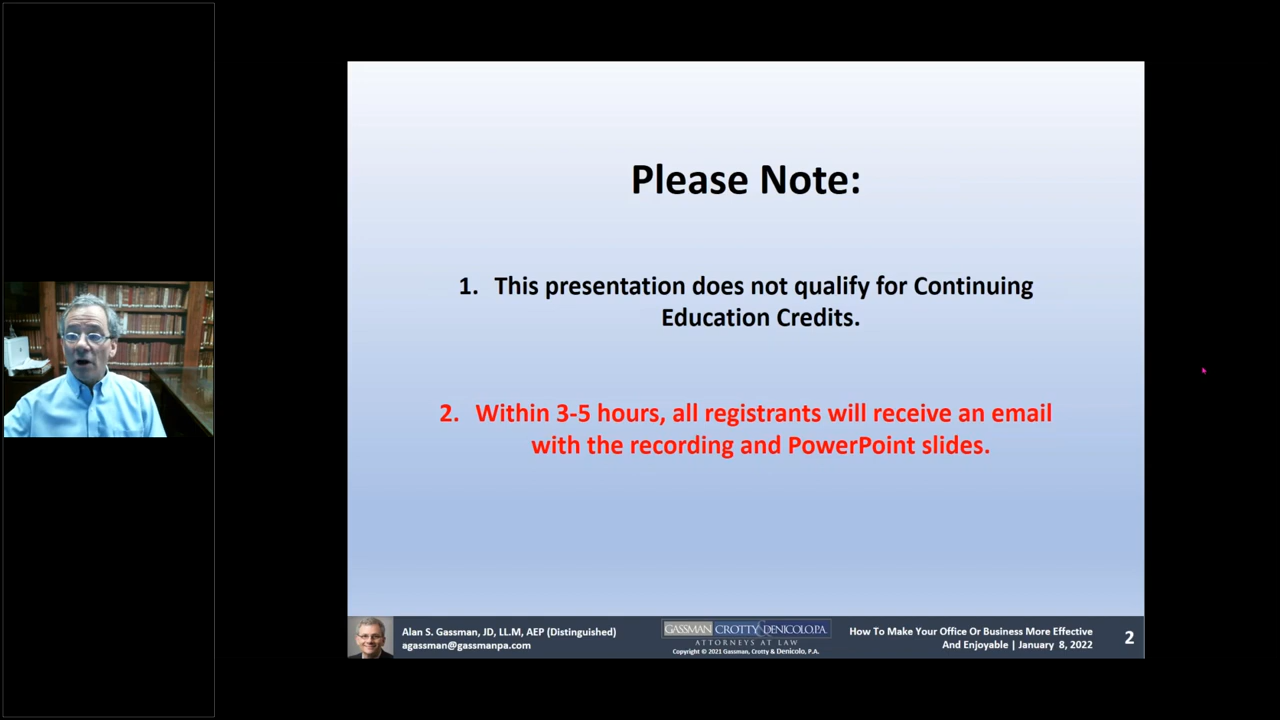 Please Note:
1. This presentation does not qualify for Continuing
Education Credits.
2. Within 3-5 hours, all registrants will receive an email
with the recording and PowerPoint slides.
Alan S. Gassman, JD, LL.M, AEP (Distinguished)
agassman@gassmanpa.com
GASSMAN CROTTY & DENICOLO, P.A.
ATTORNEYS AT LAW
Copyright © 2021 Gassman, Crotty & Denicolo, P.A.
How To Make Your Office Or Business More Effective
And Enjoyable | January 8, 2022
2